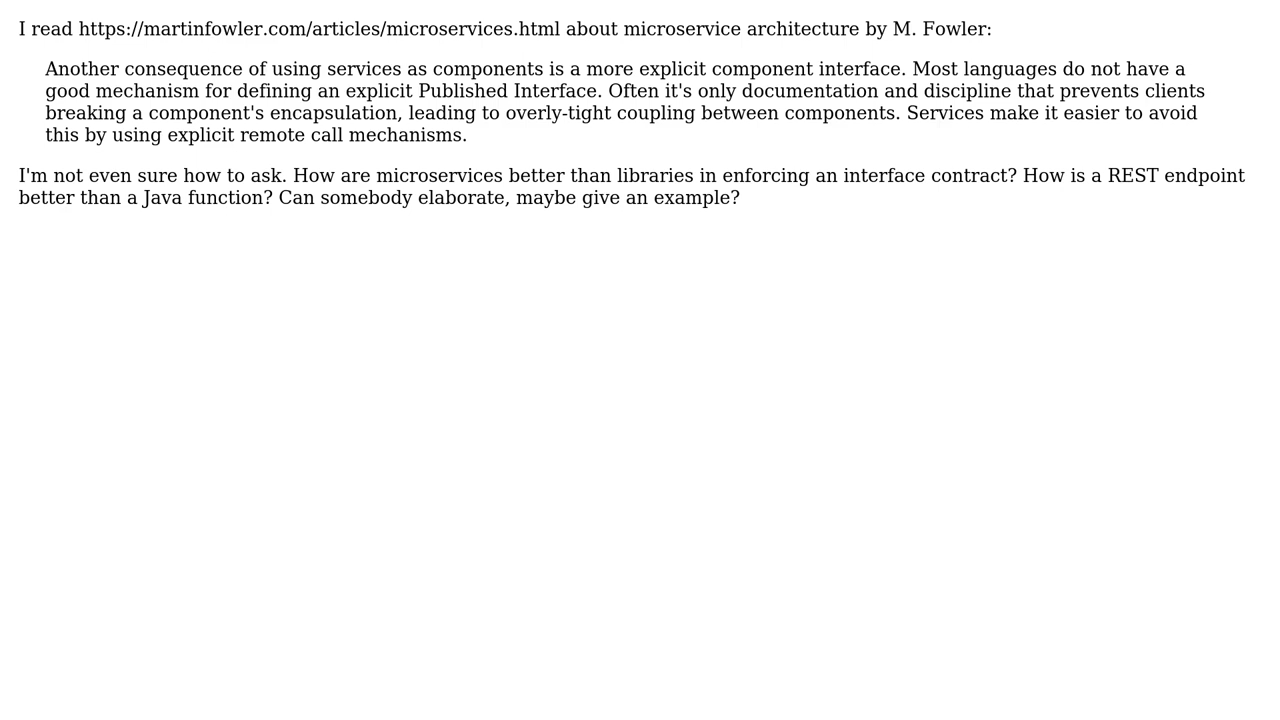 I read https://martinfowler.com/articles/microservices.html about microservice architecture by M. Fowler:
Another consequence of using services as components is a more explicit component interface. Most languages do not have a
good mechanism for defining an explicit Published Interface. Often it's only documentation and discipline that prevents clients
breaking a component's encapsulation, leading to overly-tight coupling between components. Services make it easier to avoid
this by using explicit remote call mechanisms.
I'm not even sure how to ask. How are microservices better than libraries in enforcing an interface contract? How is a REST endpoint
better than a Java function? Can somebody elaborate, maybe give an example?